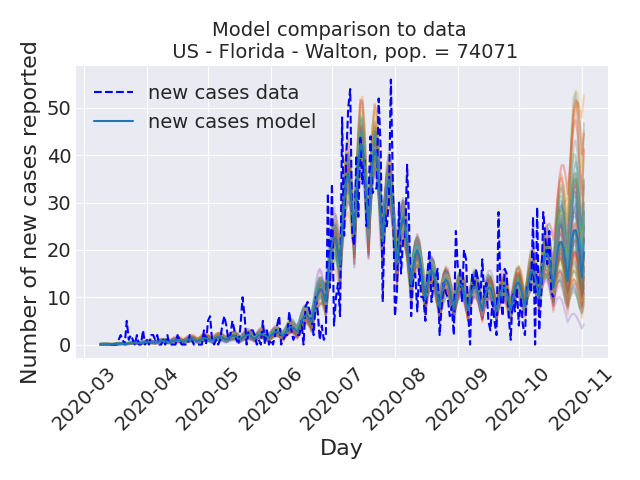 Model comparison to data
US - Florida - Walton, pop. = 74071
Number of new cases reported
new cases data
new cases model
50
40
30
20
10
0
2020-03
2020-04
2020-05
2020-06
2020-07
2020-08
2020-09
2020-10
2020-11
Day